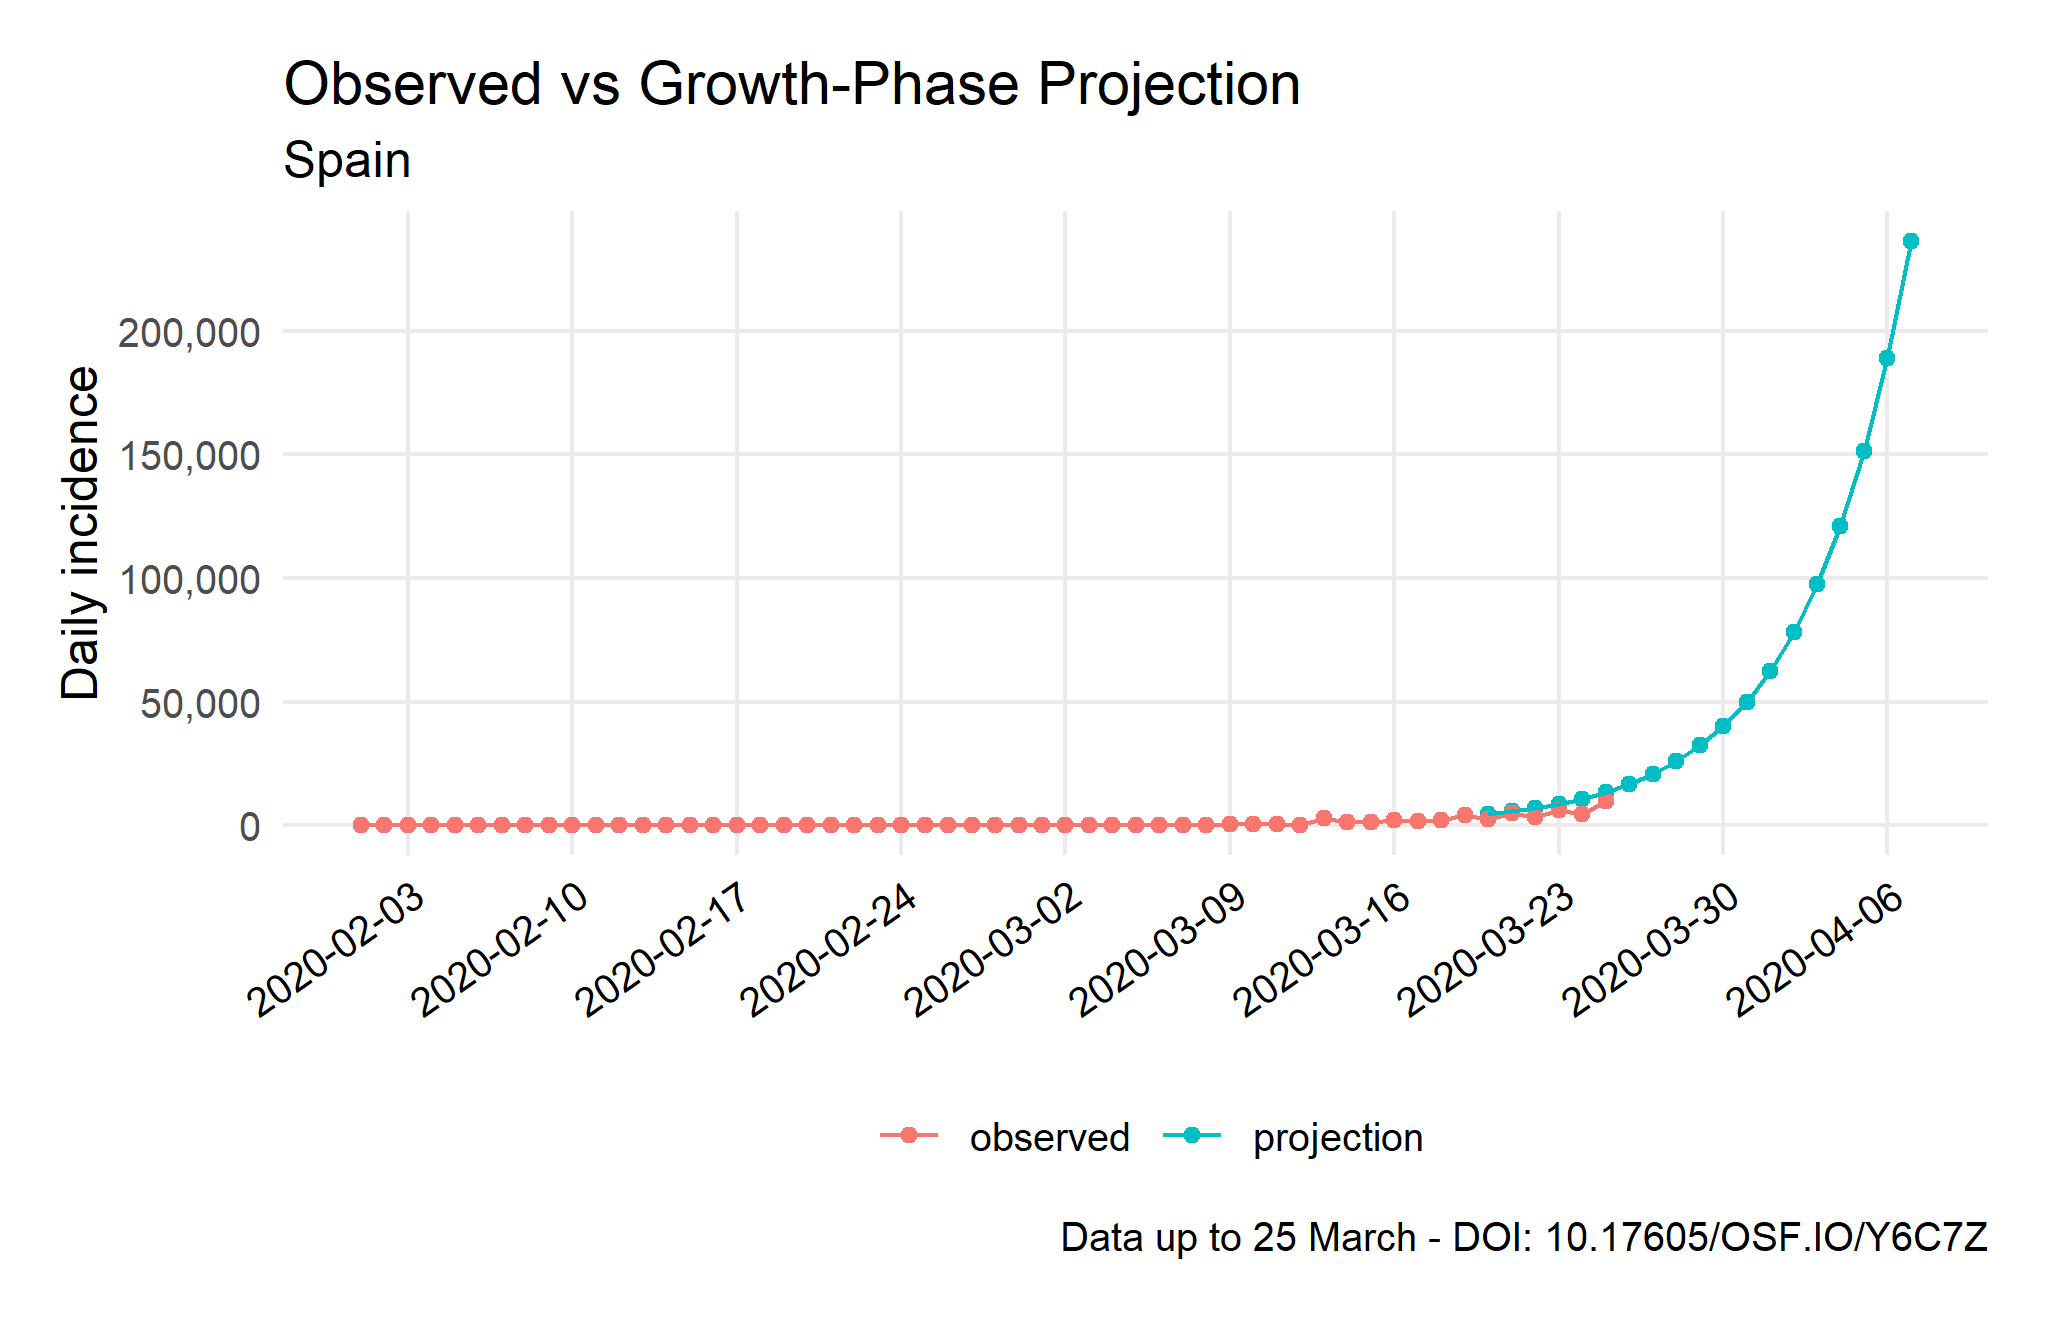 Observed vs Growth-Phase Projection
Spain
Daily incidence
200,000
150,000
100,000
50,000
0
2020-02-03
2020-02-10
2020-02-17
2020-02-24
2020-03-02
2020-03-09
2020-03-16
2020-03-23
2020-03-30
2020-04-06
observed
projection
Data up to 25 March - DOI: 10.17605/OSF.IO/Y6C7Z